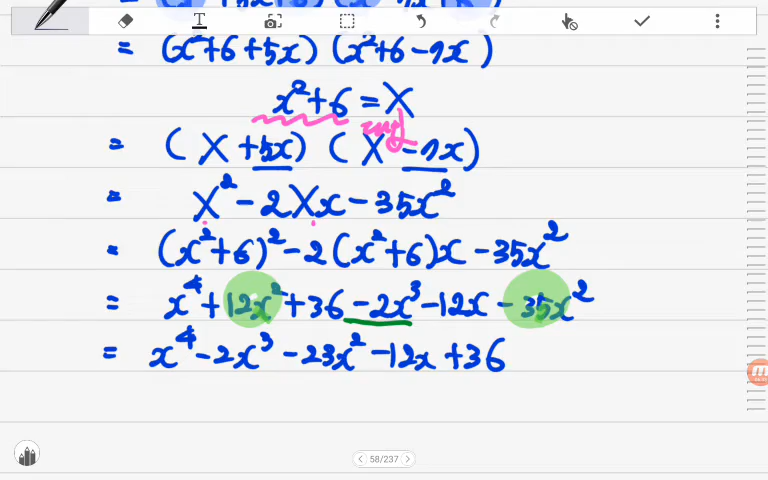 = (x²+6+5x) (x²+6-7x)
x²+6 = X
= (X+5x) (X-7x)
= X²-2Xx-35x²
= (x²+6)²-2(x²+6)x-35x²
= x⁴+12x²+36-2x³-12x-35x²
= x⁴-2x³-23x²-12x+36
58/237